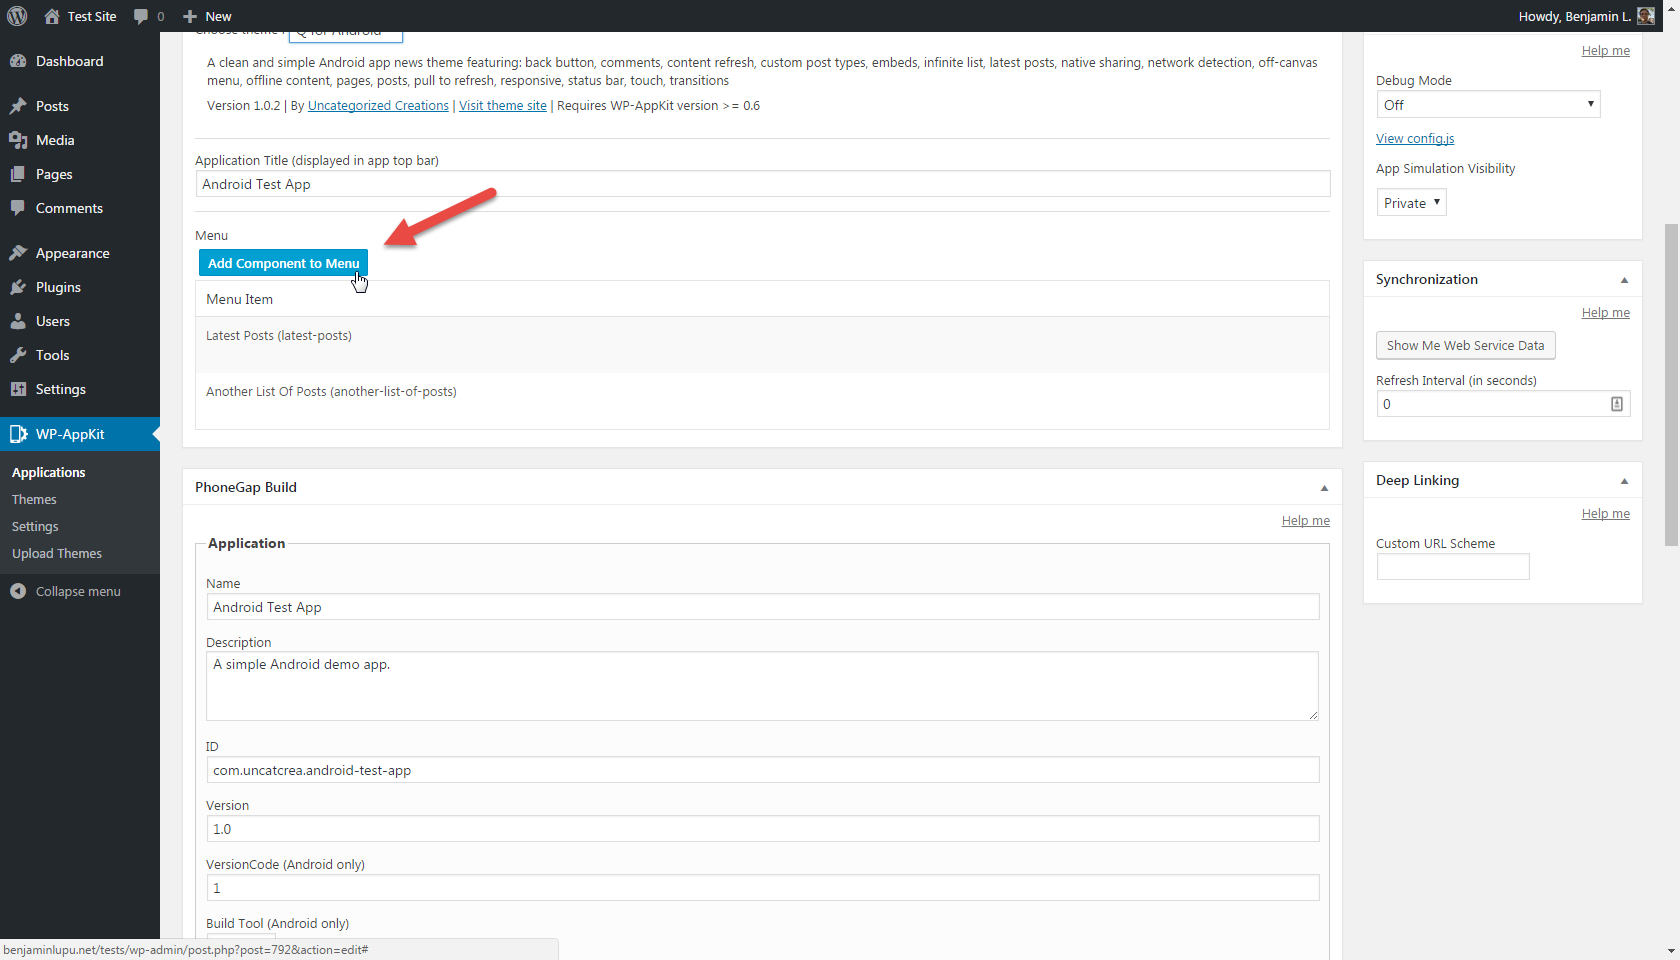 Test Site
0
New
Howdy, Benjamin L.
Dashboard
Posts
Media
Pages
Comments
Appearance
Plugins
Users
Tools
Settings
WP-AppKit
Applications
Themes
Settings
Upload Themes
Collapse menu
Choose theme : Q for Android
A clean and simple Android app news theme featuring: back button, comments, content refresh, custom post types, embeds, infinite list, latest posts, native sharing, network detection, off-canvas
menu, offline content, pages, posts, pull to refresh, responsive, status bar, touch, transitions
Version 1.0.2 | By Uncategorized Creations | Visit theme site | Requires WP-AppKit version >= 0.6
Application Title (displayed in app top bar)
Android Test App
Menu
Add Component to Menu
Menu Item
Latest Posts (latest-posts)
Another List Of Posts (another-list-of-posts)
PhoneGap Build
Help me
Application
Name
Android Test App
Description
A simple Android demo app.
ID
com.uncatcrea.android-test-app
Version
1.0
VersionCode (Android only)
1
Build Tool (Android only)
Help me
Debug Mode
Off
View config.js
App Simulation Visibility
Private
Synchronization
Help me
Show Me Web Service Data
Refresh Interval (in seconds)
0
Deep Linking
Help me
Custom URL Scheme
benjaminlupu.net/tests/wp-admin/post.php?post=792&action=edit#